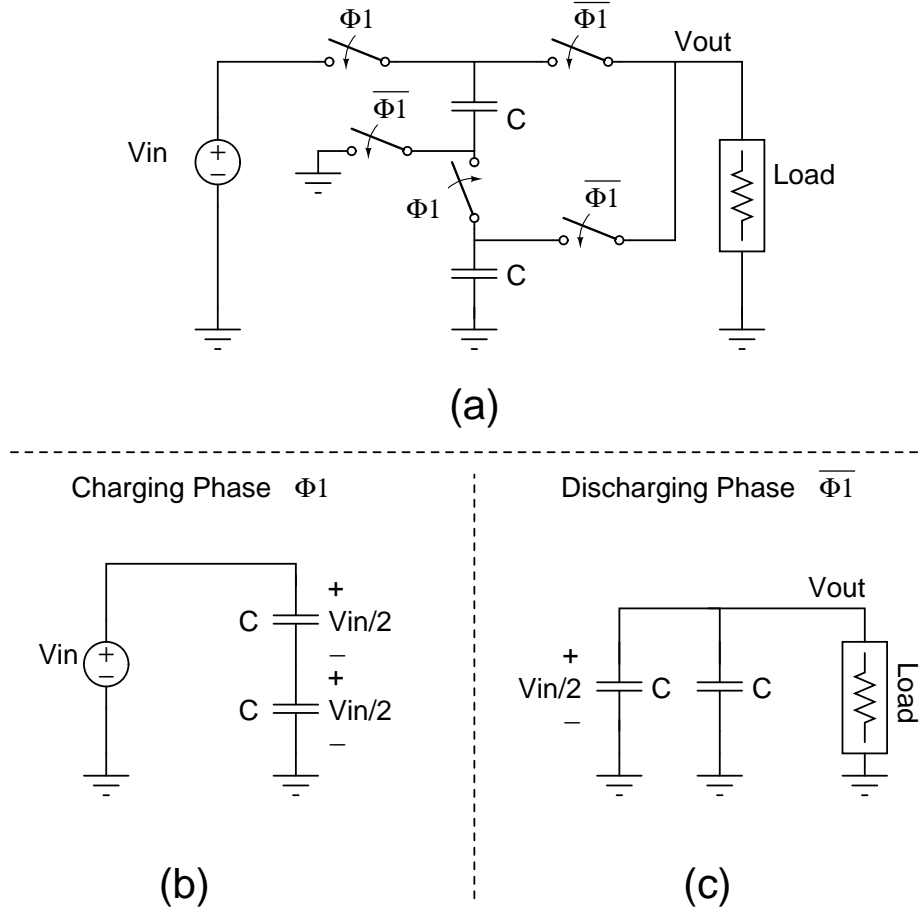 Φ1
Φ1̅
Vout
C
Φ1̅
Vin
+
−
Load
Φ1
Φ1̅
C
(a)
Charging Phase Φ1
Discharging Phase Φ1̅
Vin
+
−
C
+
Vin/2
−
C
+
Vin/2
−
Vout
+
Vin/2
−
C
C
Load
(b)
(c)